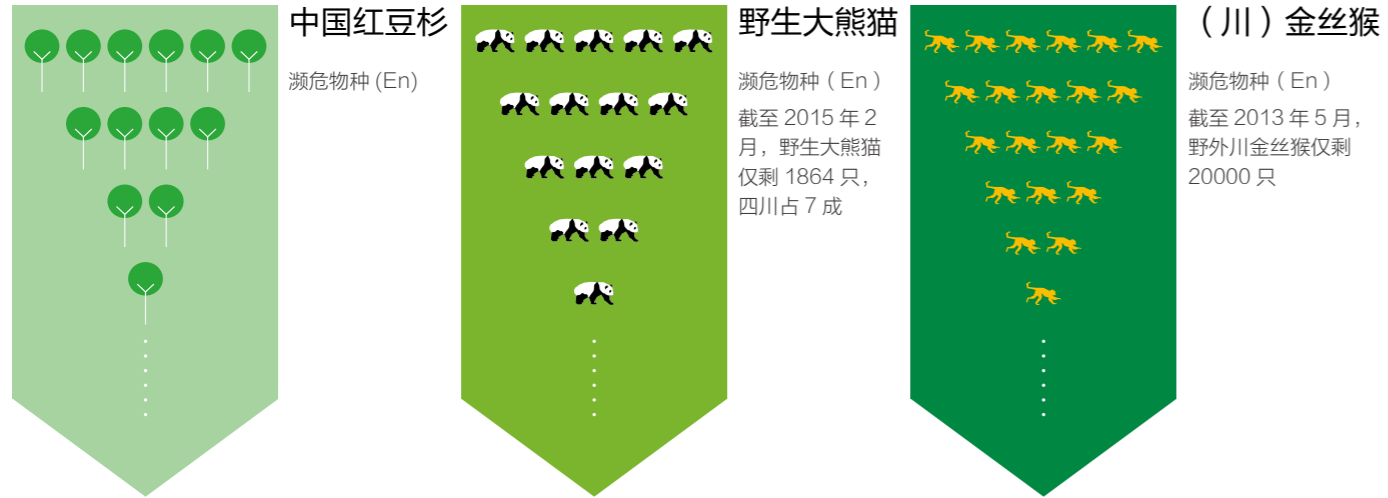 中国红豆杉
濒危物种 (En)
野生大熊猫
濒危物种（En）
截至 2015 年 2
月，野生大熊猫
仅剩 1864 只，
四川占 7 成
（川）金丝猴
濒危物种（En）
截至 2013 年 5 月，
野外川金丝猴仅剩
20000 只